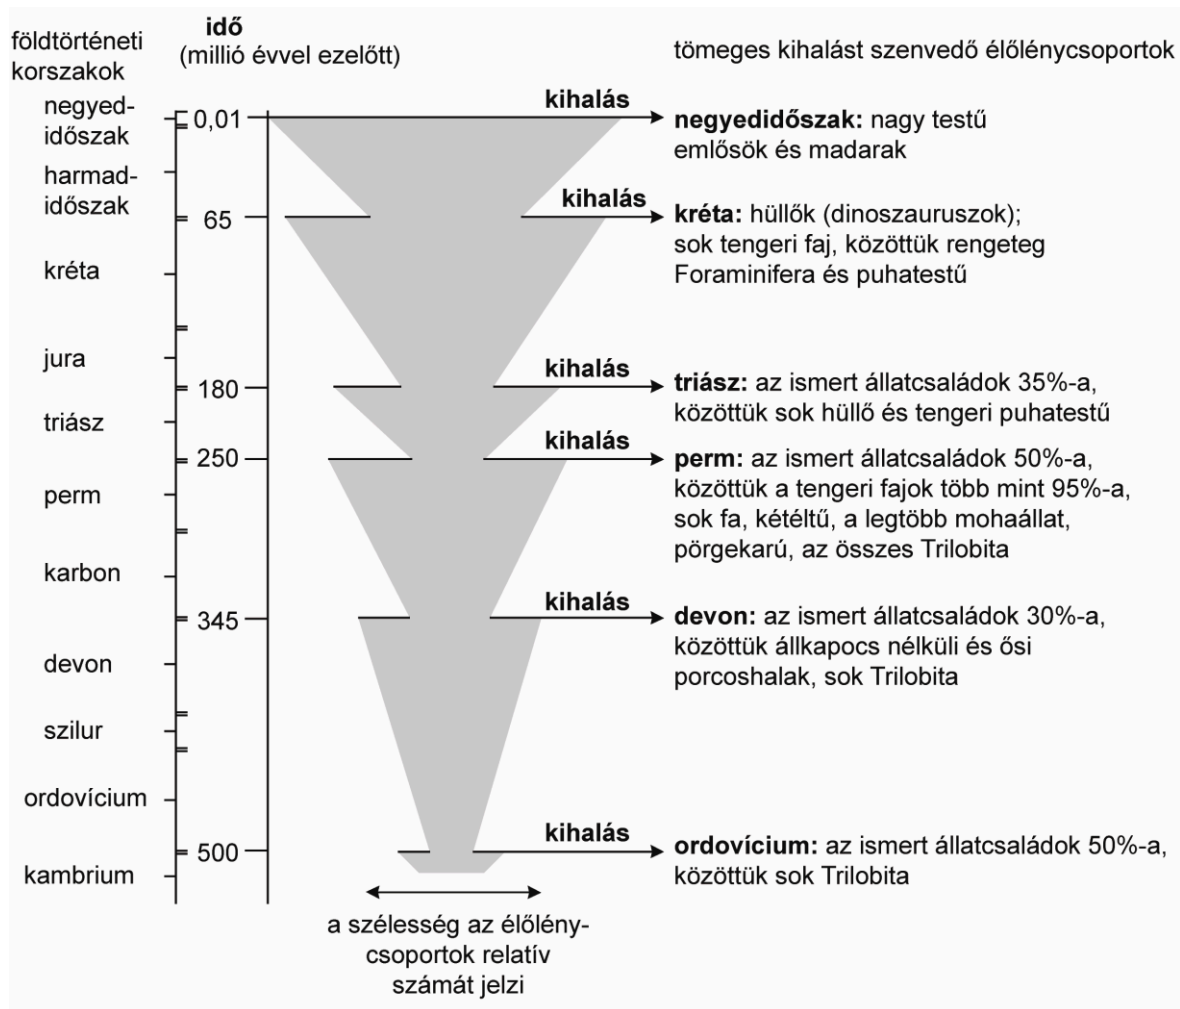 földtörténeti
korszakok
idő
(millió évvel ezelőtt)
tömeges kihalást szenvedő élőlénycsoportok
negyed-
időszak
0,01
kihalás
negyedidőszak: nagy testű
emlősök és madarak
harmad-
időszak
65
kihalás
kréta: hüllők (dinoszauruszok);
sok tengeri faj, közöttük rengeteg
Foraminifera és puhatestű
kréta
jura
180
kihalás
triász: az ismert állatcsaládok 35%-a,
közöttük sok hüllő és tengeri puhatestű
triász
250
kihalás
perm: az ismert állatcsaládok 50%-a,
közöttük a tengeri fajok több mint 95%-a,
sok fa, kétéltű, a legtöbb mohaállat,
pörgekarú, az összes Trilobita
perm
karbon
345
kihalás
devon: az ismert állatcsaládok 30%-a,
közöttük állkapocs nélküli és ősi
porcoshalak, sok Trilobita
devon
szilur
ordovícium
500
kihalás
ordovícium: az ismert állatcsaládok 50%-a,
közöttük sok Trilobita
kambrium
a szélesség az élőlény-
csoportok relatív
számát jelzi